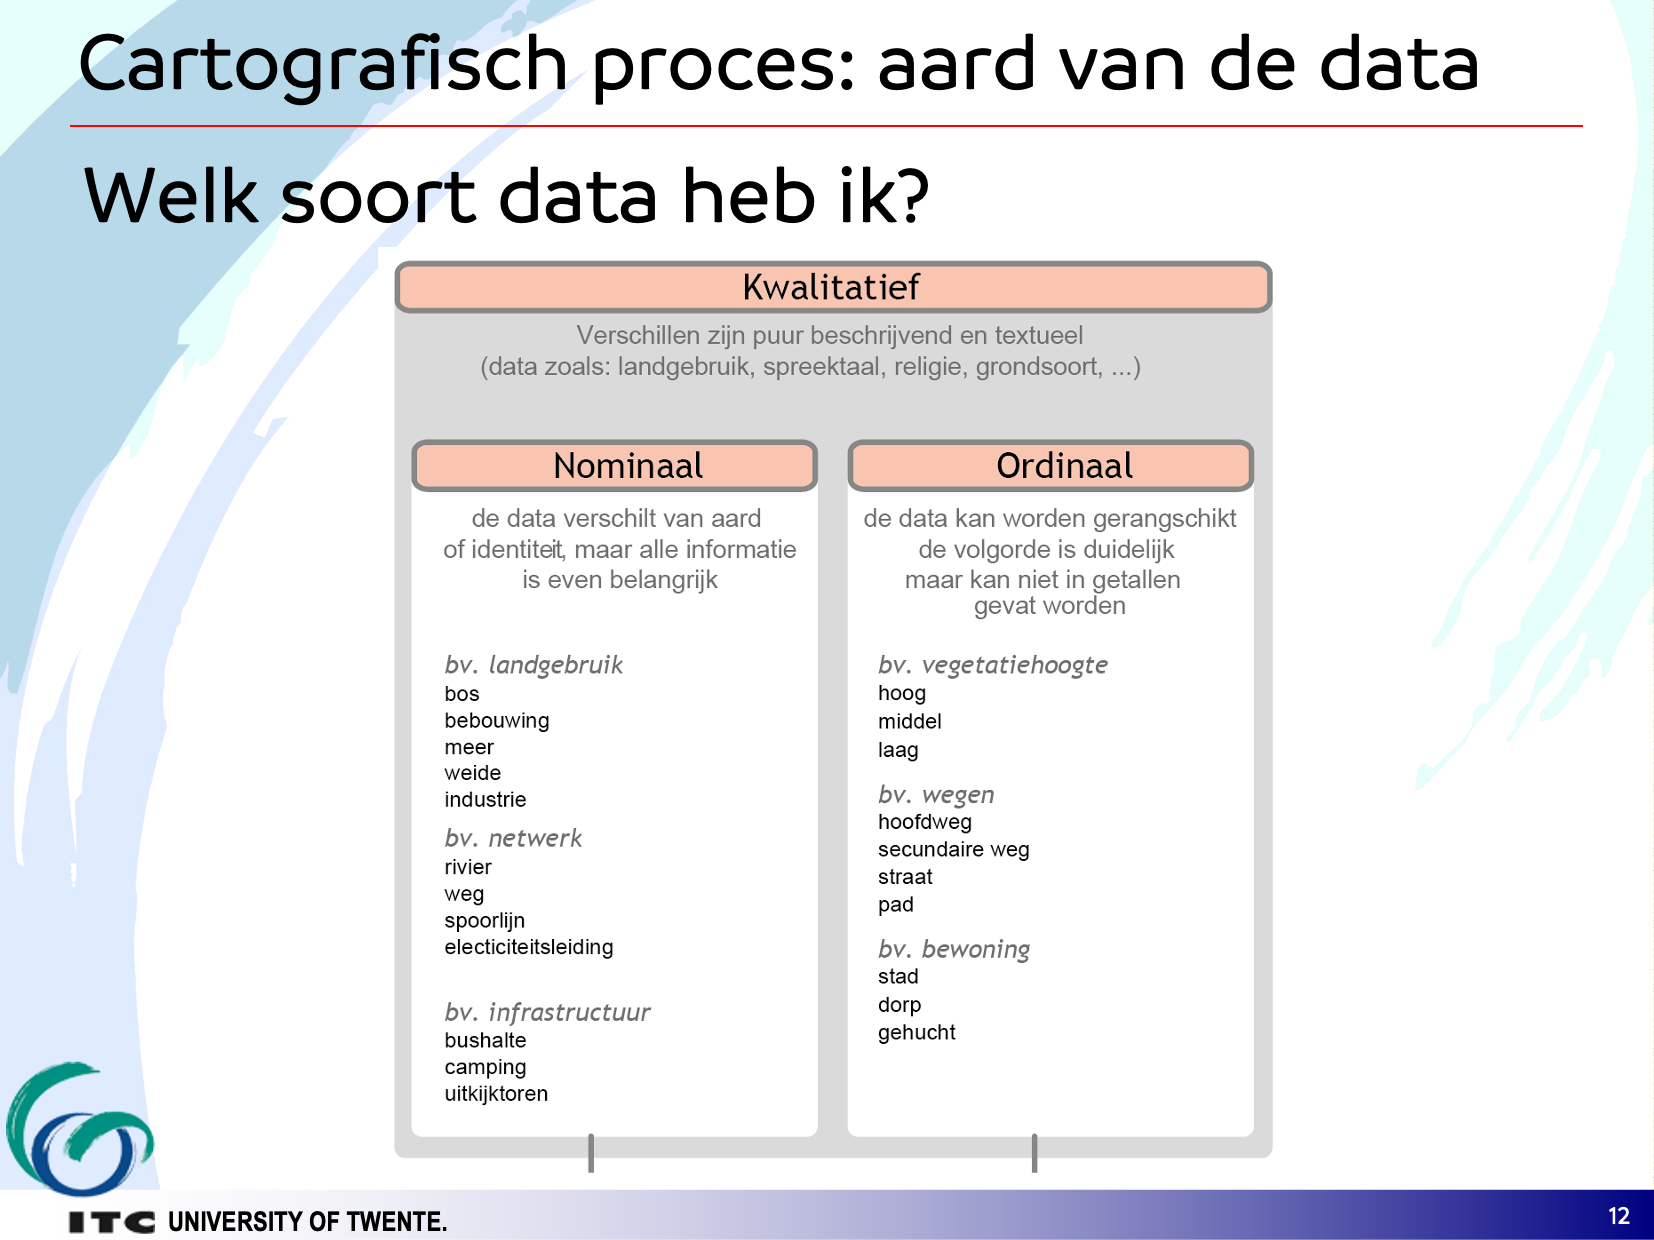 Cartografisch proces: aard van de data
Welk soort data heb ik?
Kwalitatief
Verschillen zijn puur beschrijvend en textueel
(data zoals: landgebruik, spreektaal, religie, grondsoort, ...)
Nominaal
de data verschilt van aard
of identiteit, maar alle informatie
is even belangrijk
bv. landgebruik
bos
bebouwing
meer
weide
industrie
bv. netwerk
rivier
weg
spoorlijn
electiciteitsleiding
bv. infrastructuur
bushalte
camping
uitkijktoren
Ordinaal
de data kan worden gerangschikt
de volgorde is duidelijk
maar kan niet in getallen
gevat worden
bv. vegetatiehoogte
hoog
middel
laag
bv. wegen
hoofdweg
secundaire weg
straat
pad
bv. bewoning
stad
dorp
gehucht
ITC UNIVERSITY OF TWENTE.
12